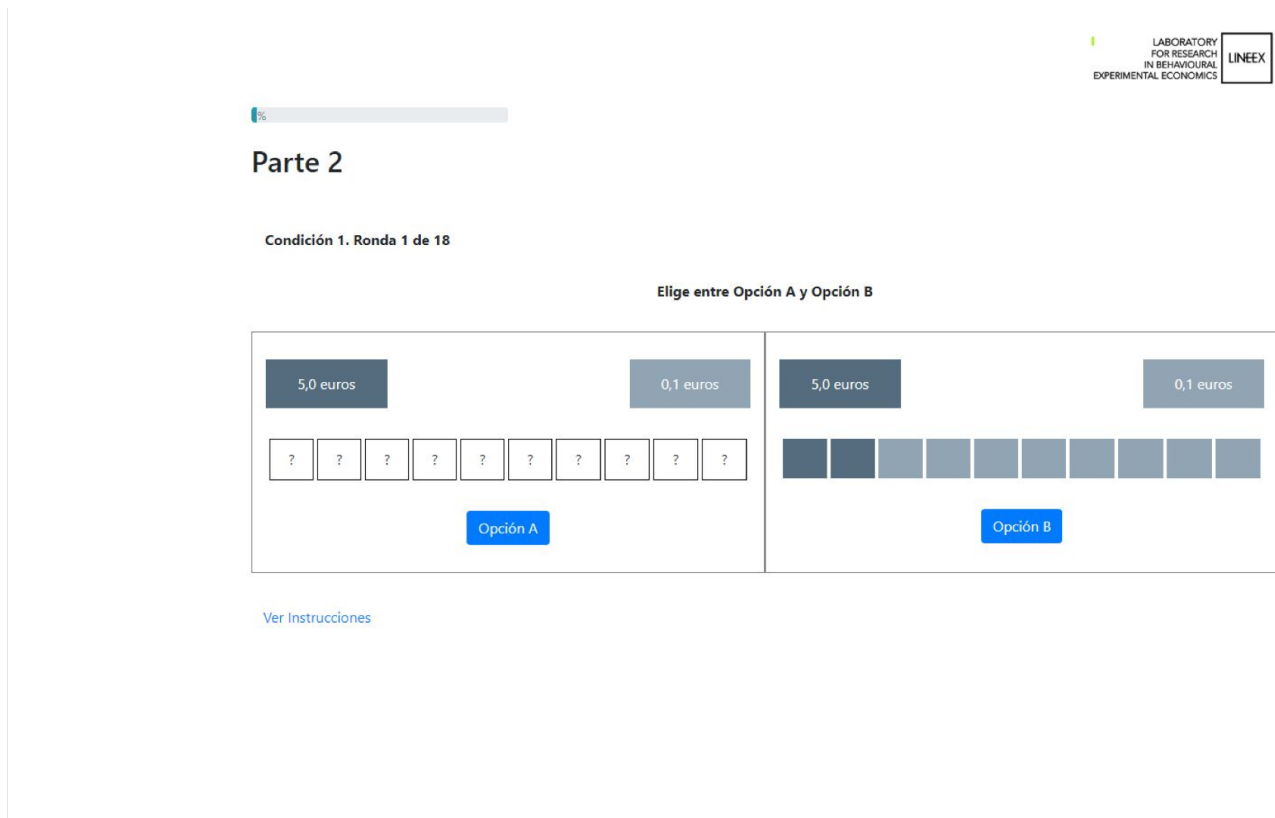 LABORATORY
FOR RESEARCH
IN BEHAVIOURAL
EXPERIMENTAL ECONOMICS
LINEEX
%
Parte 2
Condición 1. Ronda 1 de 18
Elige entre Opción A y Opción B
5,0 euros 0,1 euros 5,0 euros 0,1 euros
? ? ? ? ? ? ? ? ? ?
Opción A Opción B
Ver Instrucciones